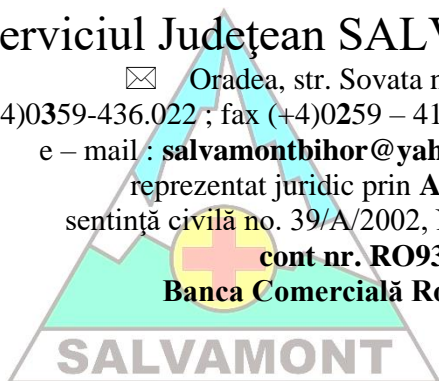 erviciul Judeţean SALV
Oradea, str. Sovata n
4)0359-436.022 ; fax (+4)0259 – 41
e – mail : salvamontbihor@yah
reprezentat juridic prin A
sentinţă civilă no. 39/A/2002,
cont nr. RO93
Banca Comercială Ro
SALVAMONT